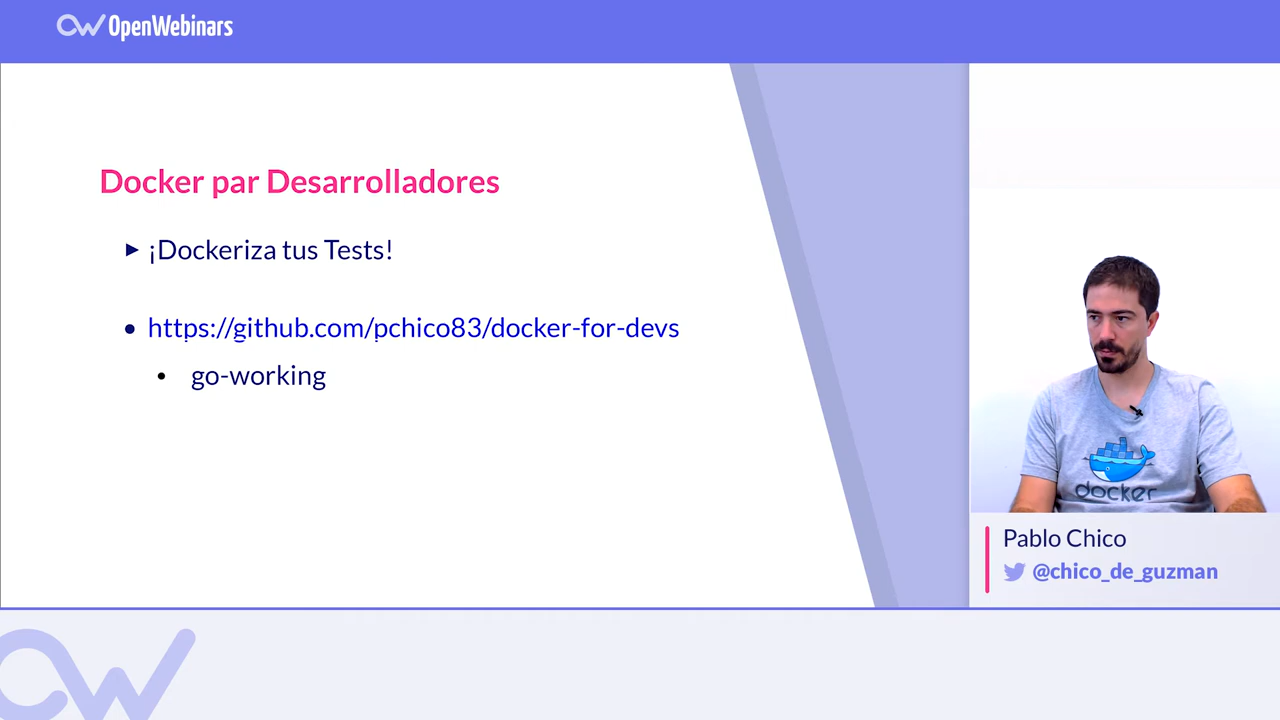 OpenWebinars
Docker par Desarrolladores
¡Dockeriza tus Tests!
https://github.com/pchico83/docker-for-devs
go-working
docker
Pablo Chico
@chico_de_guzman